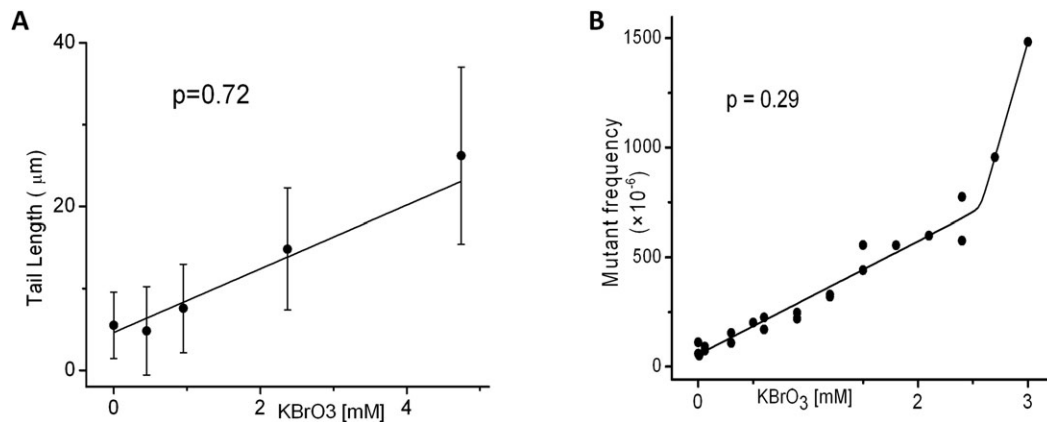 A
40
20
0
Tail Length ( μm)
p=0.72
0
2
4
KBrO3 [mM]
B
1500
1000
500
0
Mutant frequency
(×10⁻⁶)
p = 0.29
0
2
3
KBrO₃ [mM]